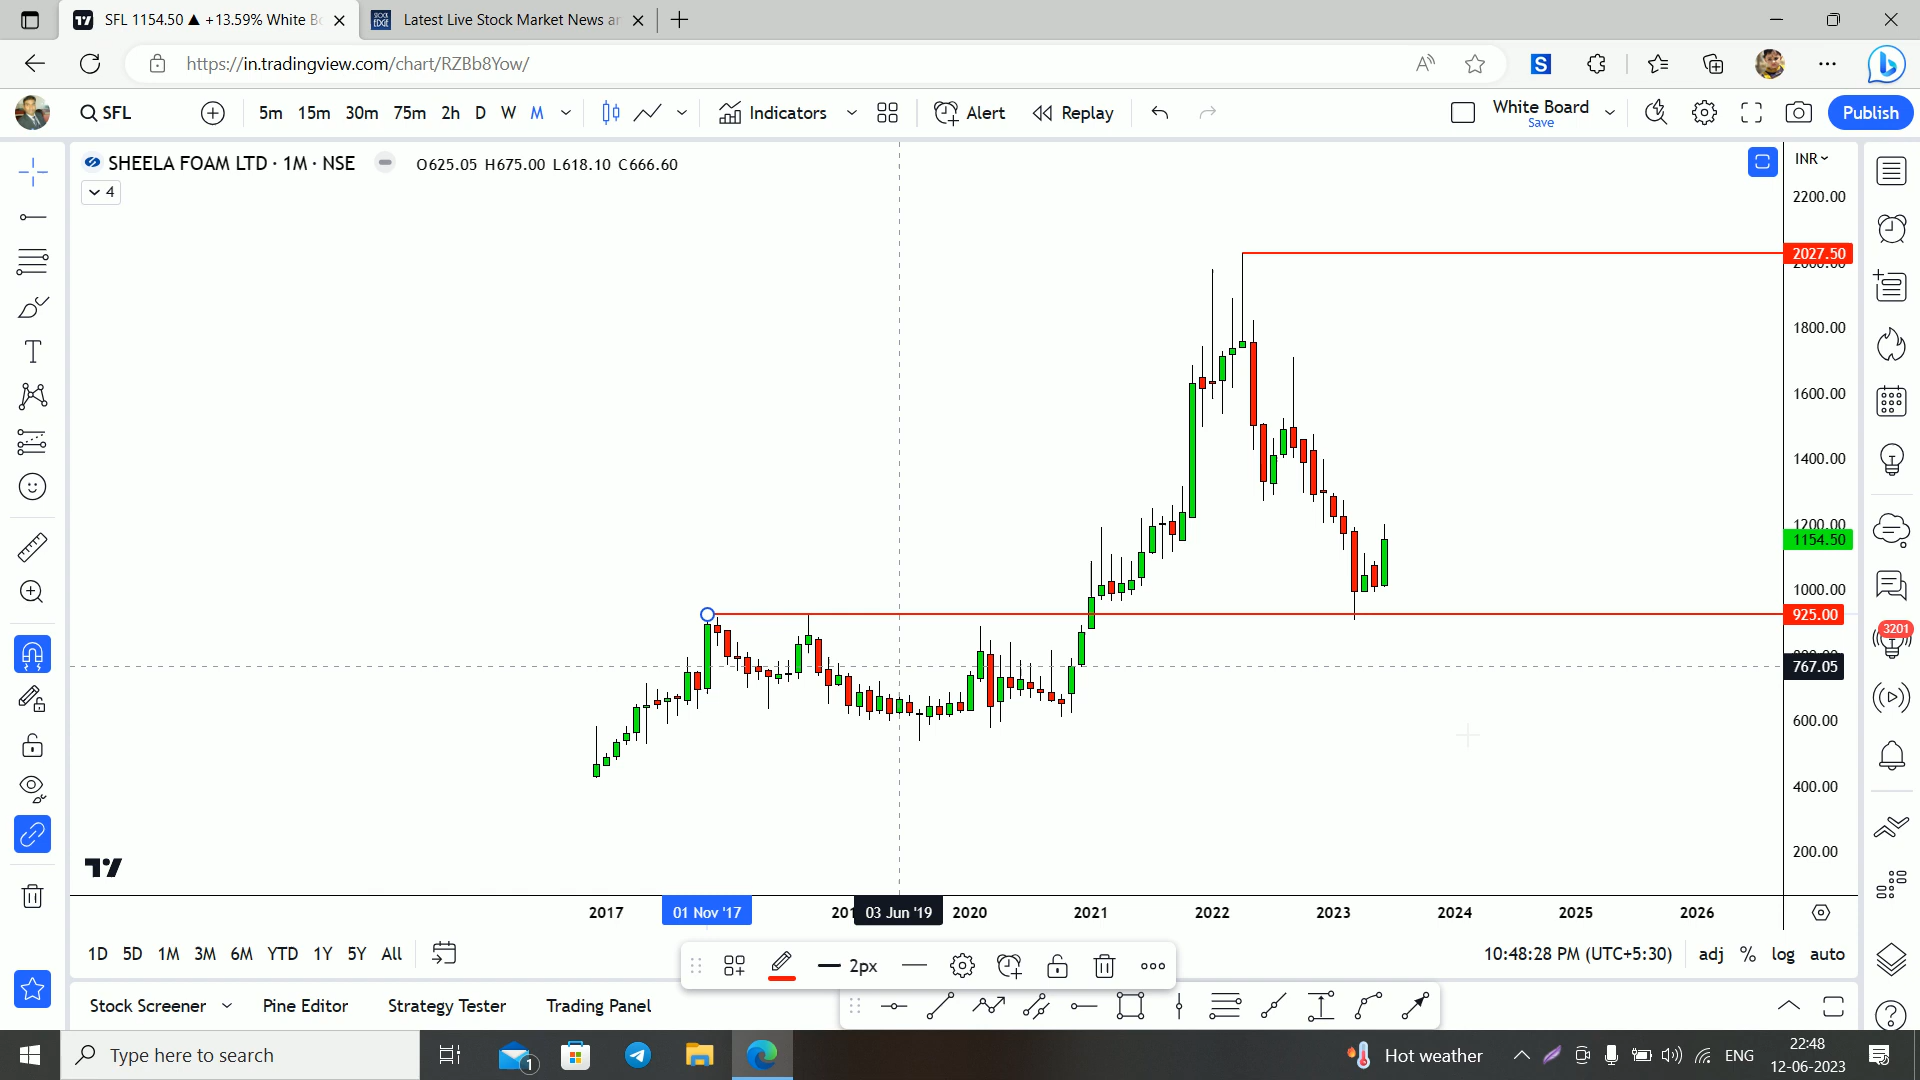 SFL 1154.50 ▲ +13.59% White B
Latest Live Stock Market News a
https://in.tradingview.com/chart/RZBb8Yow/
SFL
5m 15m 30m 75m 2h D W M
Indicators
Alert
Replay
White Board
Save
Publish
SHEELA FOAM LTD · 1M · NSE
O625.05 H675.00 L618.10 C666.60
4
INR
2200.00
2027.50
1800.00
1600.00
1400.00
1200.00
1154.50
1000.00
925.00
767.05
600.00
400.00
200.00
3201
2017 01 Nov '17 201 03 Jun '19 2020 2021 2022 2023 2024 2025 2026
1D 5D 1M 3M 6M YTD 1Y 5Y All
2px
10:48:28 PM (UTC+5:30) adj % log auto
Stock Screener Pine Editor Strategy Tester Trading Panel
Type here to search
1
Hot weather
ENG
22:48
12-06-2023